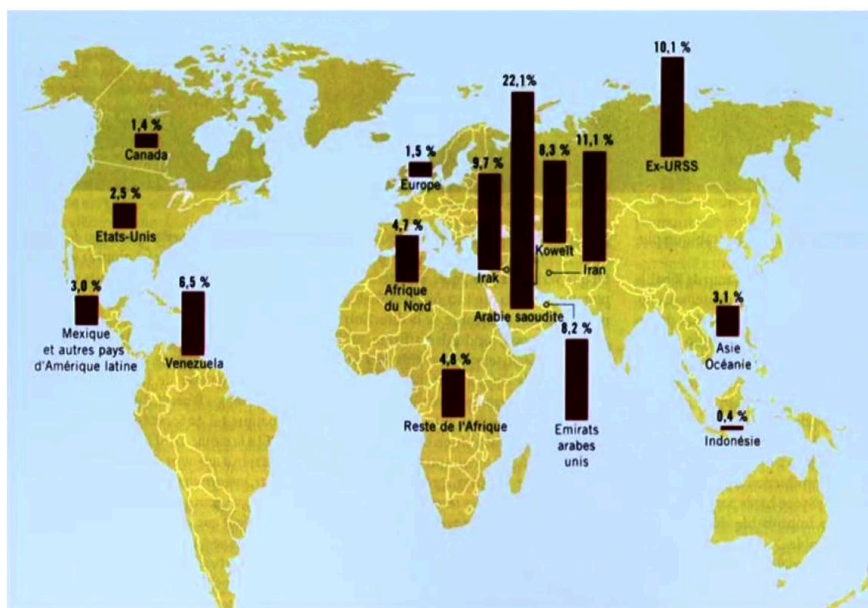 10,1 %
Ex-URSS
22,1%
Arabie saoudite
1,4 %
Canada
1,5 %
Europe
9,7 %
Irak
8,3 %
Koweït
11,1 %
Iran
2,5 %
Etats-Unis
4,7 %
Afrique
du Nord
3,0 %
Mexique
et autres pays
d'Amérique latine
6,5 %
Venezuela
8,2 %
Emirats
arabes
unis
3,1 %
Asie
Océanie
4,8 %
Reste de l'Afrique
0,4 %
Indonésie